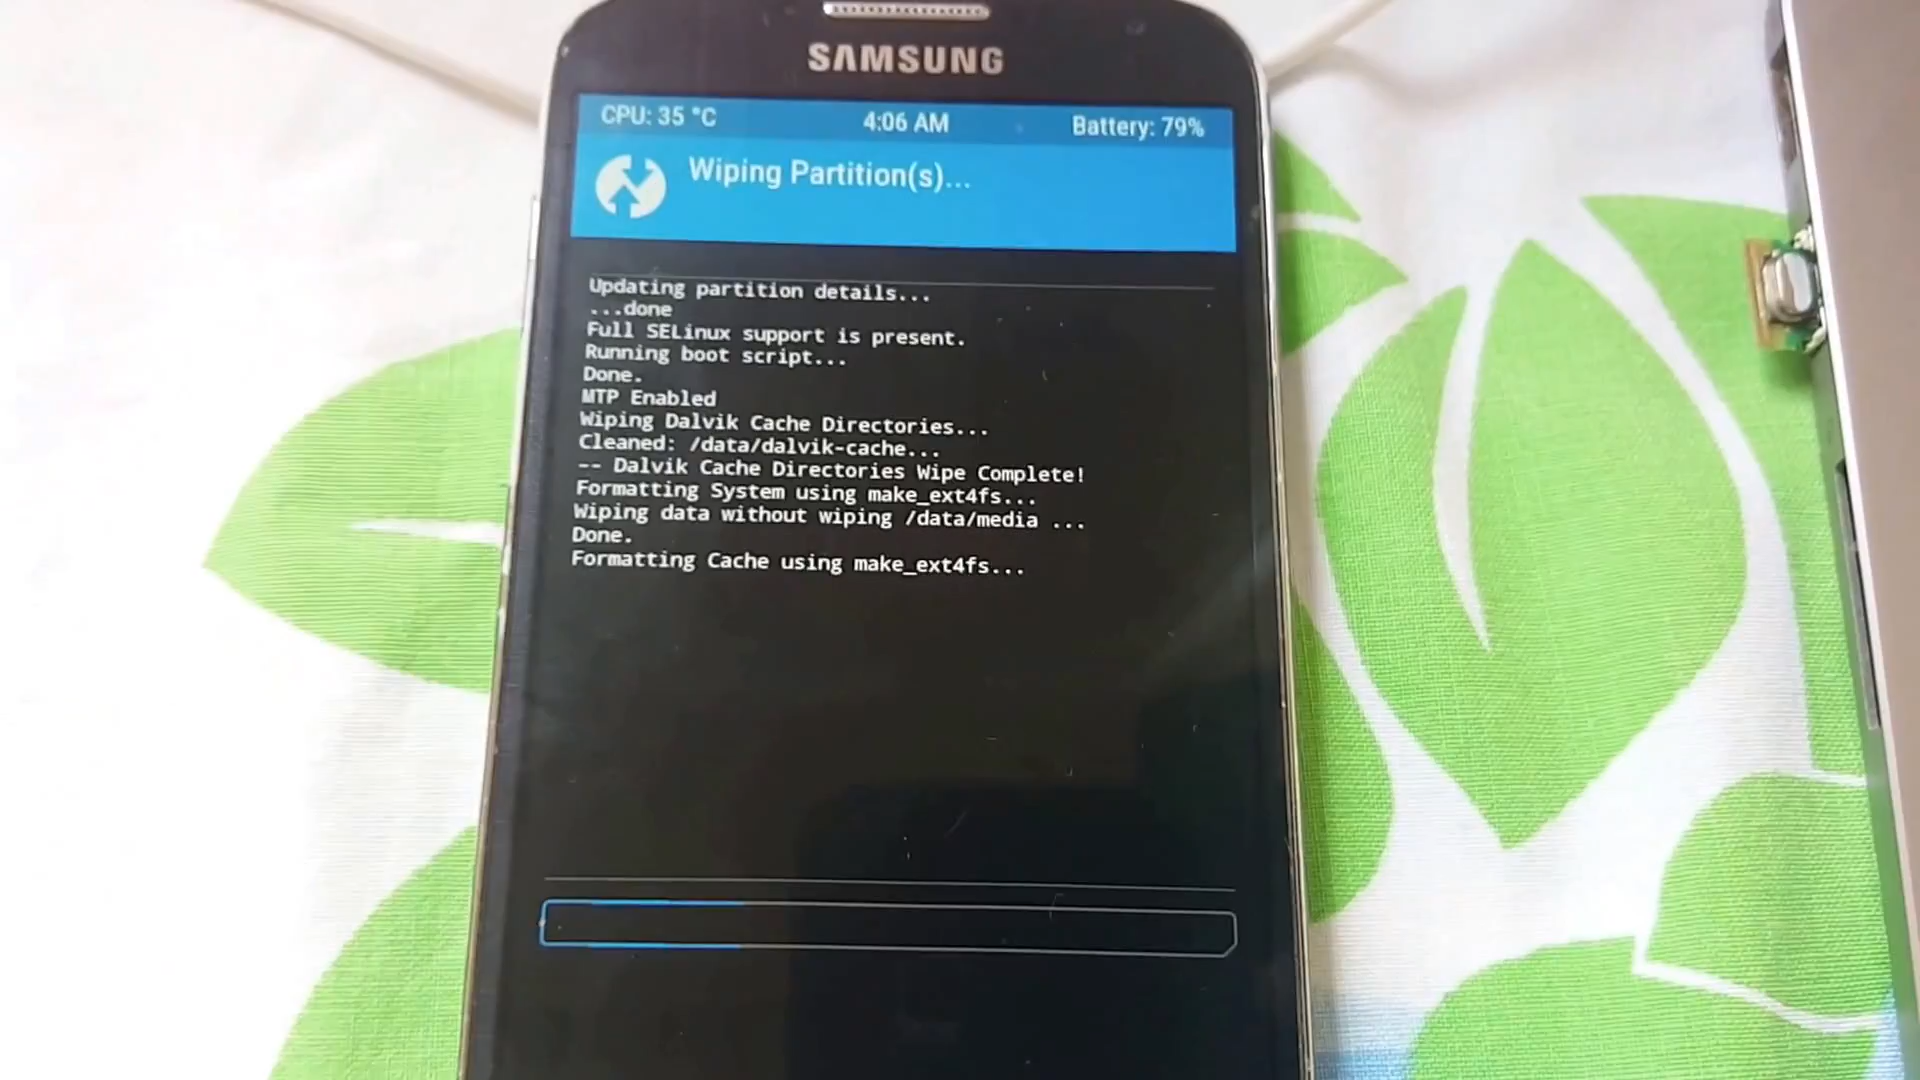 SAMSUNG
CPU: 35 °C 4:06 AM Battery: 79%
Wiping Partition(s)...
Updating partition details...
...done
Full SELinux support is present.
Running boot script...
Done.
MTP Enabled
Wiping Dalvik Cache Directories...
Cleaned: /data/dalvik-cache...
-- Dalvik Cache Directories Wipe Complete!
Formatting System using make_ext4fs...
Wiping data without wiping /data/media ...
Done.
Formatting Cache using make_ext4fs...